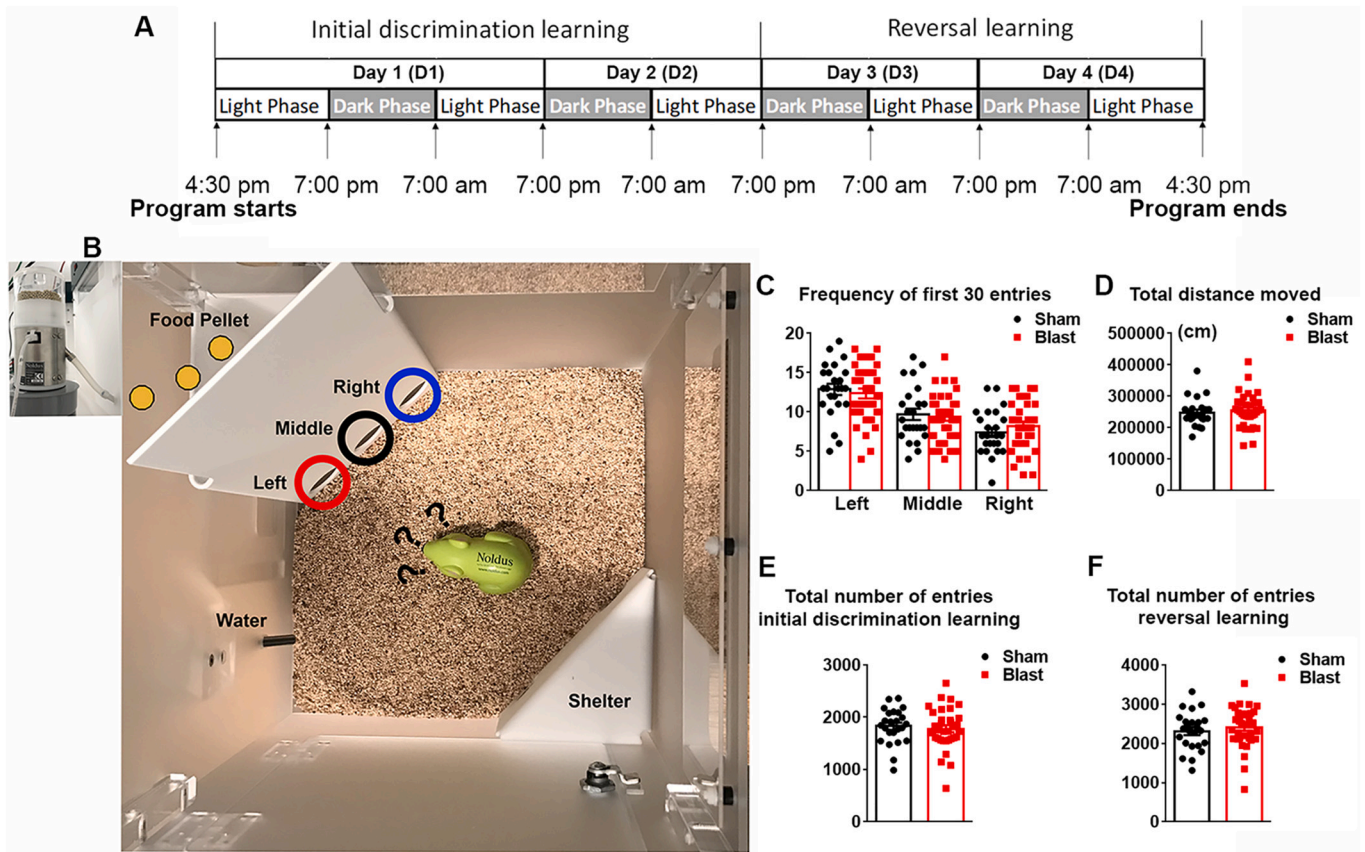 A
Initial discrimination learning Reversal learning
Day 1 (D1) Day 2 (D2) Day 3 (D3) Day 4 (D4)
Light Phase Dark Phase Light Phase Dark Phase Light Phase Dark Phase Light Phase Dark Phase Light Phase
4:30 pm 7:00 pm 7:00 am 7:00 pm 7:00 am 7:00 pm 7:00 am 7:00 pm 7:00 am 4:30 pm
Program starts Program ends
B
Noldus
Food Pellet
Right
Middle
Left
? ? ?
Noldus
Water
Shelter
C
Frequency of first 30 entries
Sham
Blast
20
15
10
5
0
Left Middle Right
D
Total distance moved
(cm)
Sham
Blast
500000
400000
300000
200000
100000
0
E
Total number of entries
initial discrimination learning
Sham
Blast
3000
2000
1000
0
F
Total number of entries
reversal learning
Sham
Blast
4000
3000
2000
1000
0